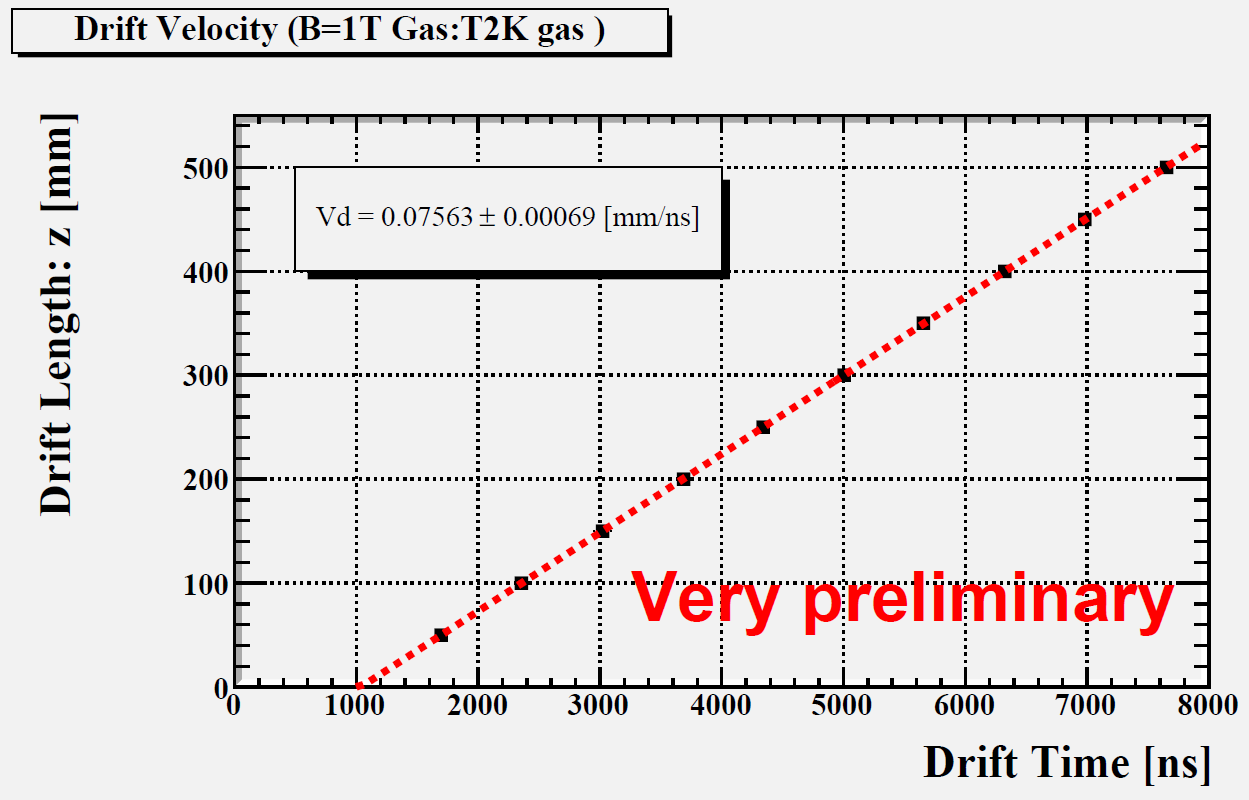 Drift Velocity (B=1T Gas:T2K gas )
Drift Length: z [mm]
500
400
300
200
100
0
Vd = 0.07563 ± 0.00069 [mm/ns]
Very preliminary
0 1000 2000 3000 4000 5000 6000 7000 8000
Drift Time [ns]